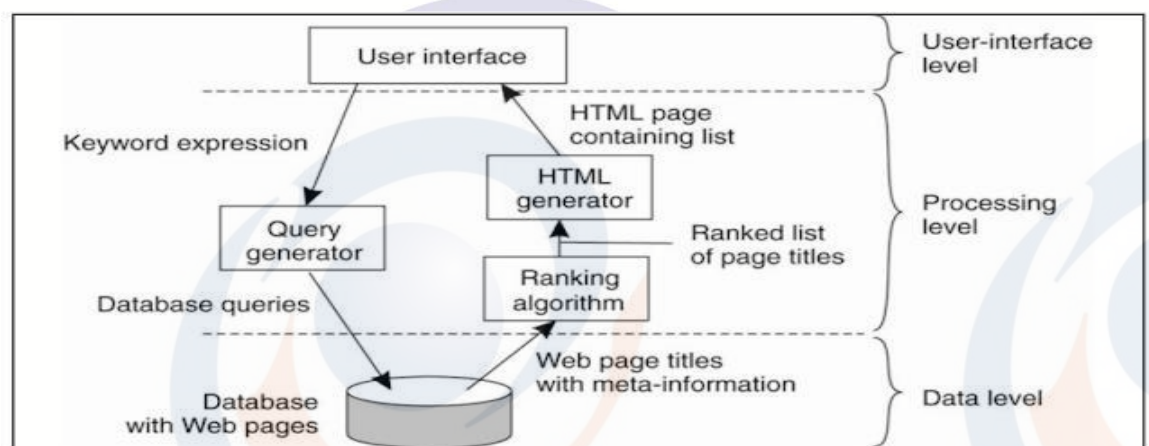 User interface
User-interface
level
Keyword expression
HTML page
containing list
HTML
generator
Query
generator
Ranked list
of page titles
Processing
level
Ranking
algorithm
Database queries
Web page titles
with meta-information
Database
with Web pages
Data level